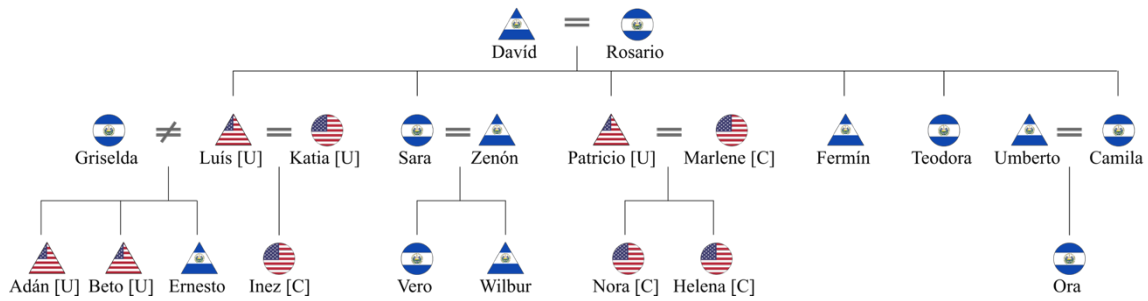 Davíd Rosario
Griselda Luís [U] Katia [U] Sara Zenón Patricio [U] Marlene [C] Fermín Teodora Umberto Camila
Adán [U] Beto [U] Ernesto Inez [C] Vero Wilbur Nora [C] Helena [C] Ora